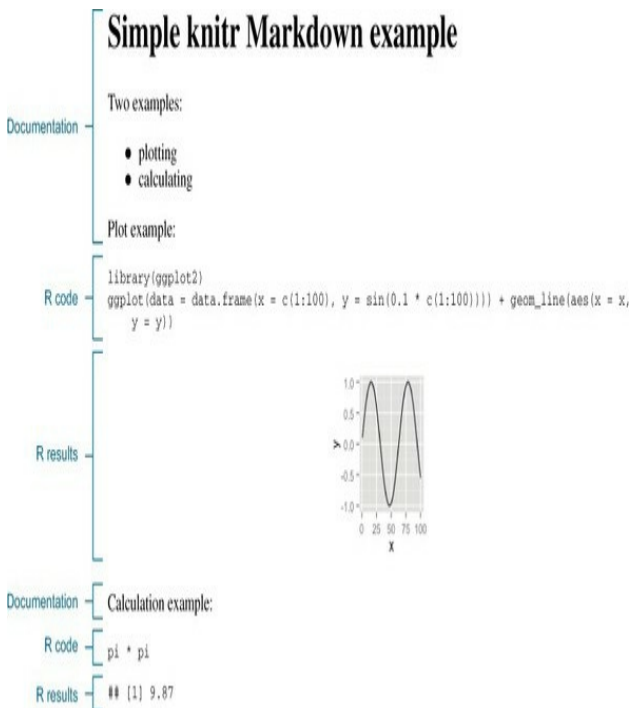 Simple knitr Markdown example
Documentation
Two examples:
• plotting
• calculating
Plot example:
R code
library(ggplot2)
ggplot(data = data.frame(x = c(1:100), y = sin(0.1 * c(1:100)))) + geom_line(aes(x = x,
y = y))
R results
1.0
0.5
0.0
-0.5
-1.0
y
0 25 50 75 100
x
Documentation
Calculation example:
R code
pi * pi
R results
## [1] 9.87